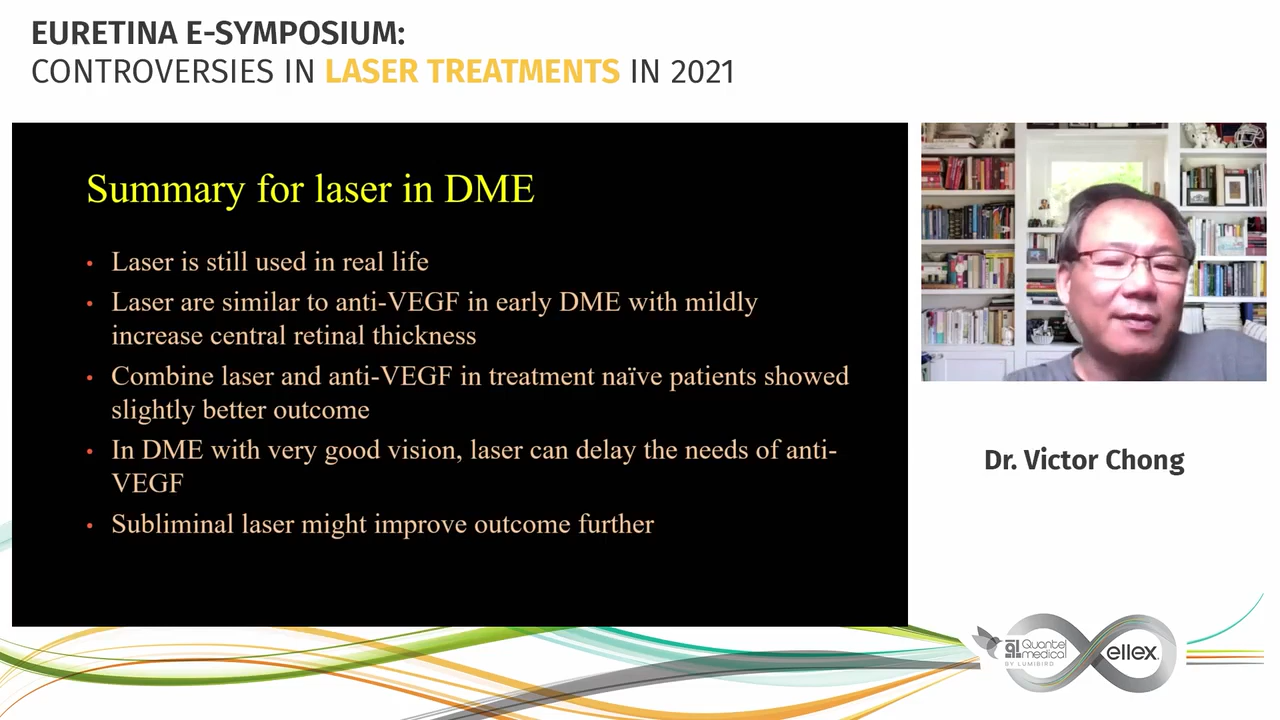 EURETINA E-SYMPOSIUM:
CONTROVERSIES IN LASER TREATMENTS IN 2021
Summary for laser in DME
• Laser is still used in real life
• Laser are similar to anti-VEGF in early DME with mildly
increase central retinal thickness
• Combine laser and anti-VEGF in treatment naïve patients showed
slightly better outcome
• In DME with very good vision, laser can delay the needs of anti-
VEGF
• Subliminal laser might improve outcome further
Dr. Victor Chong
Quantel
medical
BY LUMIBIRD
ellex.